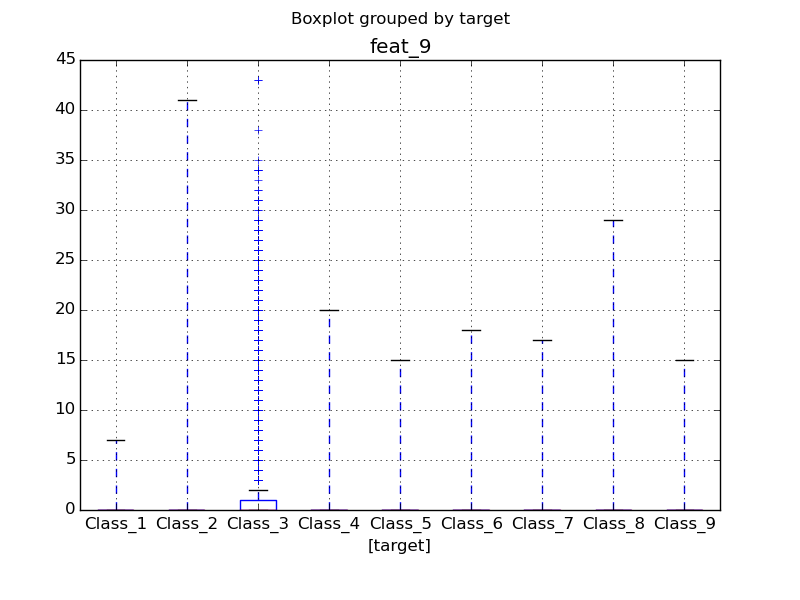 Boxplot grouped by target
feat_9
45
40
35
30
25
20
15
10
5
0
Class_1 Class_2 Class_3 Class_4 Class_5 Class_6 Class_7 Class_8 Class_9
[target]